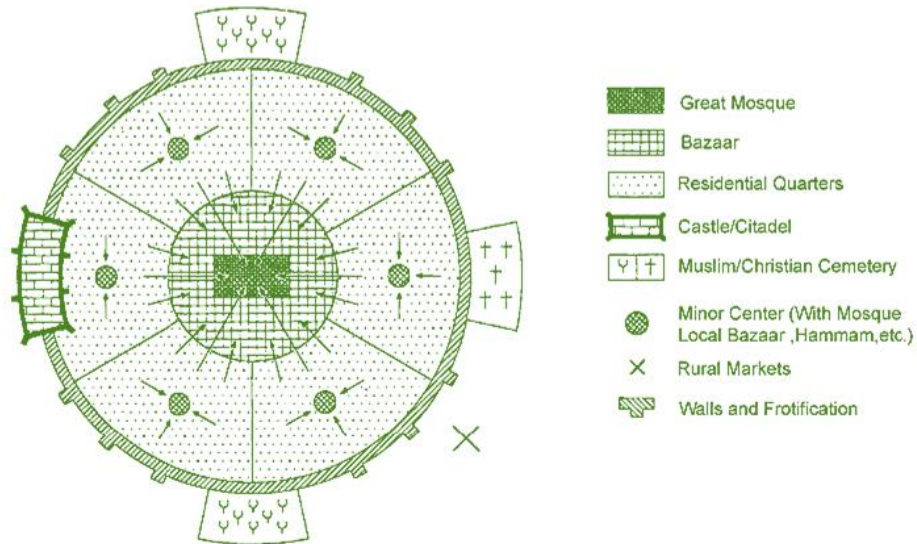 Great Mosque
Bazaar
Residential Quarters
Castle/Citadel
Muslim/Christian Cemetery
Minor Center (With Mosque
Local Bazaar ,Hammam,etc.)
Rural Markets
Walls and Frotification